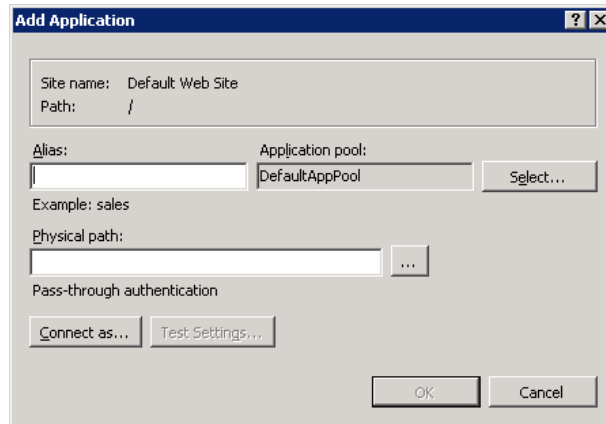 Add Application
Site name: Default Web Site
Path: /
Alias: Application pool:
DefaultAppPool Select...
Example: sales
Physical path:
...
Pass-through authentication
Connect as... Test Settings...
OK Cancel